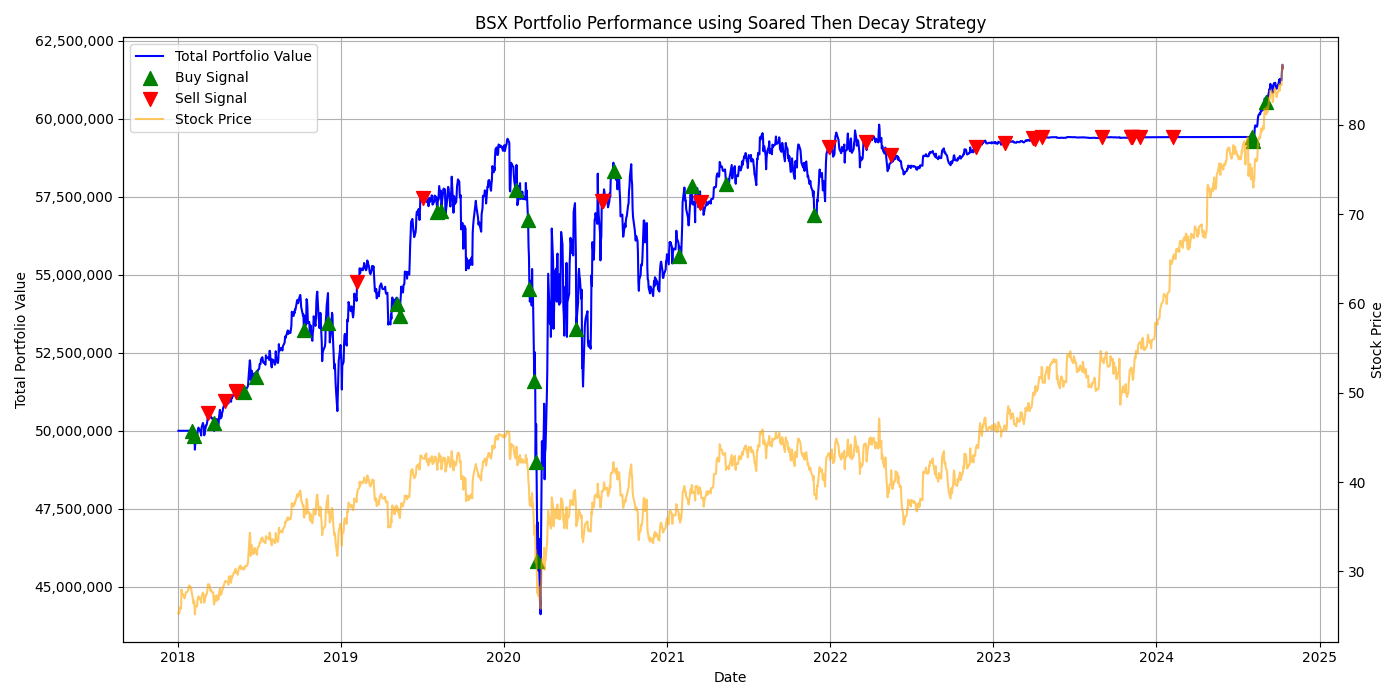 BSX Portfolio Performance using Soared Then Decay Strategy
Total Portfolio Value
Buy Signal
Sell Signal
Stock Price
62,500,000
60,000,000
57,500,000
55,000,000
52,500,000
50,000,000
47,500,000
45,000,000
Total Portfolio Value
80
70
60
50
40
30
Stock Price
2018 2019 2020 2021 2022 2023 2024 2025
Date